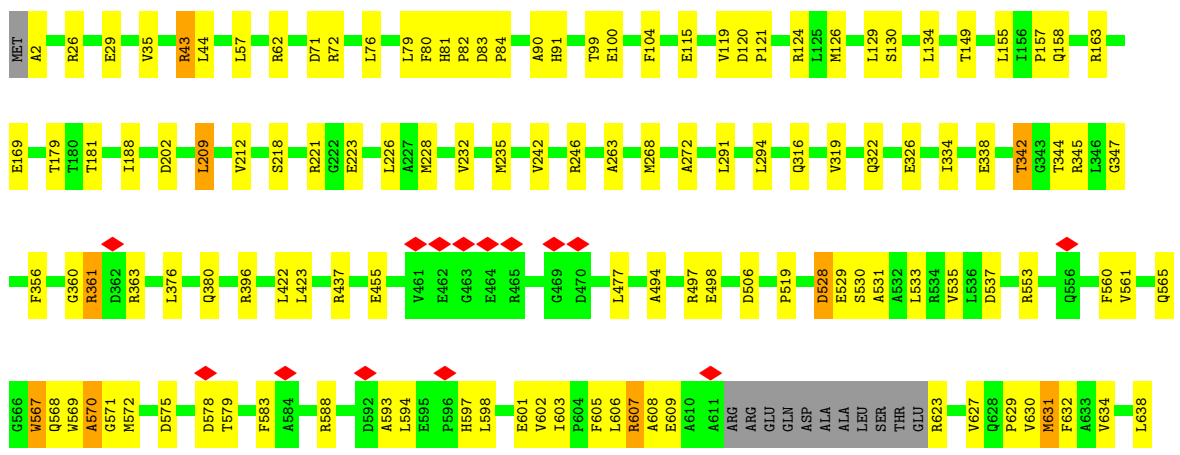 MET A2 R26 E29 V35 R43 L44 L57 R62 D71 R72 L76 L79 F80 H81 P82 D83 P84 A90 H91 T99 E100 F104 E115 V119 D120 P121 R124 L125 M126 L129 S130 L134 T149 L155 I156 P157 Q158 R163
E169 T179 T180 T181 I188 D202 L209 V212 S218 R221 G222 E223 L226 A227 M228 V232 M235 V242 R246 A263 M268 A272 L291 L294 Q316 V319 Q322 E326 I334 E338 T342 G343 T344 R345 L346 G347
F356 G360 R361 D362 R363 L376 Q380 R396 L422 L423 R437 E455 V461 E462 G463 E464 R465 G469 D470 L477 A494 R497 E498 D506 P519 D528 E529 S530 A531 A532 L533 R534 V535 L536 D537 R553 Q556 F560 V561 Q565
G566 W567 Q568 W569 A570 G571 M572 D575 D578 T579 F583 A584 R588 D592 A593 L594 E595 P596 H597 L598 E601 V602 I603 P604 F605 L606 R607 A608 E609 A610 A611 ARG ARG GLU GLN ASP ALA ALA LEU SER THR GLU R623 V627 Q628 P629 V630 M631 F632 A633 V634 L638